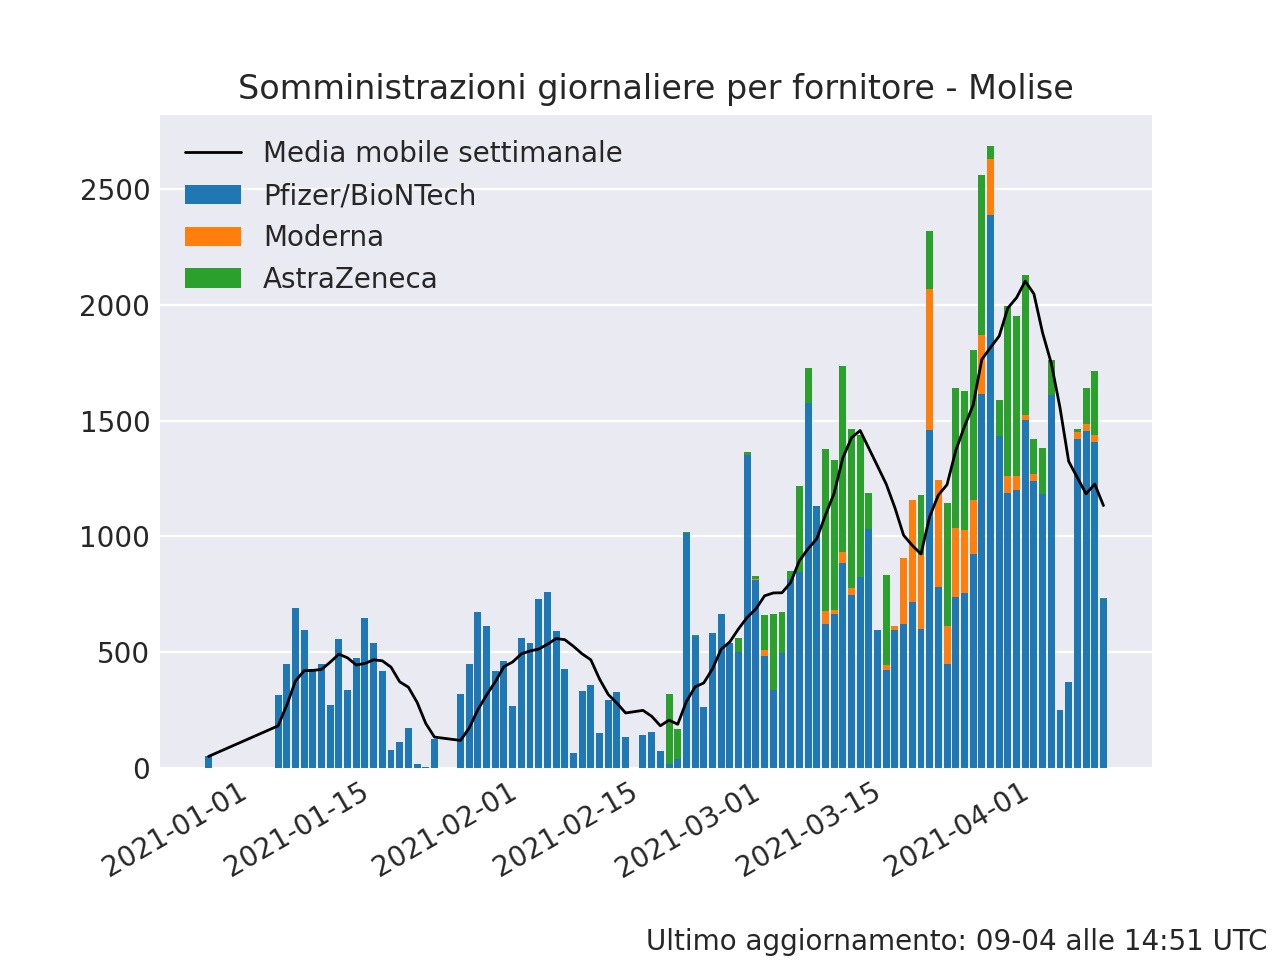 Somministrazioni giornaliere per fornitore - Molise
Media mobile settimanale
Pfizer/BioNTech
Moderna
AstraZeneca
2500
2000
1500
1000
500
0
2021-01-01
2021-01-15
2021-02-01
2021-02-15
2021-03-01
2021-03-15
2021-04-01
Ultimo aggiornamento: 09-04 alle 14:51 UTC